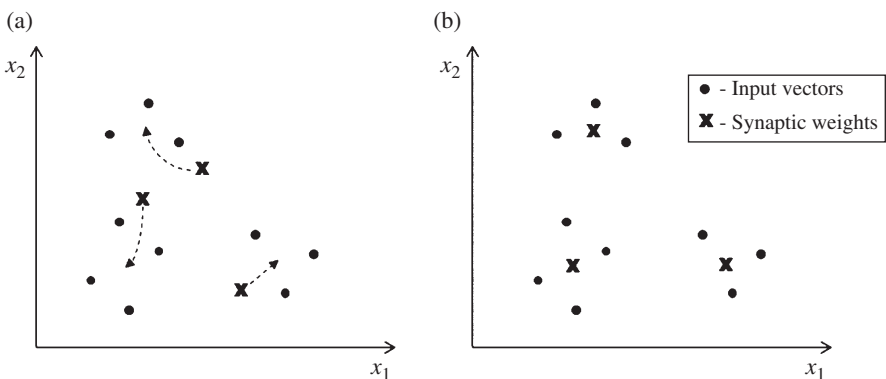 (a)
x2
x1
(b)
x2
x1
- Input vectors
X - Synaptic weights